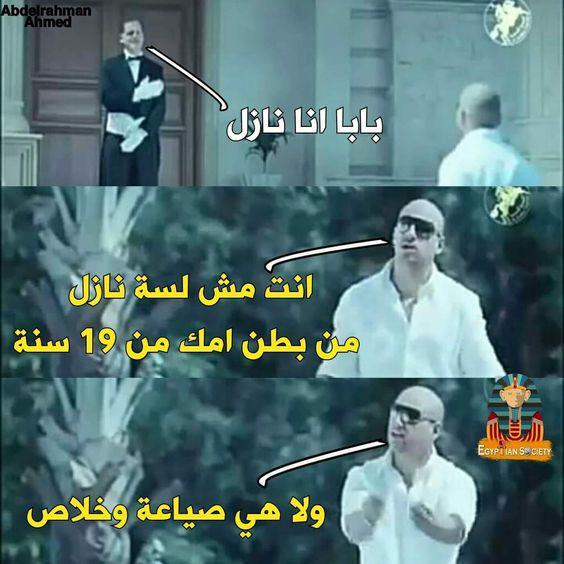 Abdelrahman
Ahmed
بابا انا نازل
انت مش لسة نازل
من بطن امك من 19 سنة
EGYPTIAN SOCIETY
ولا هي صياعة وخلاص